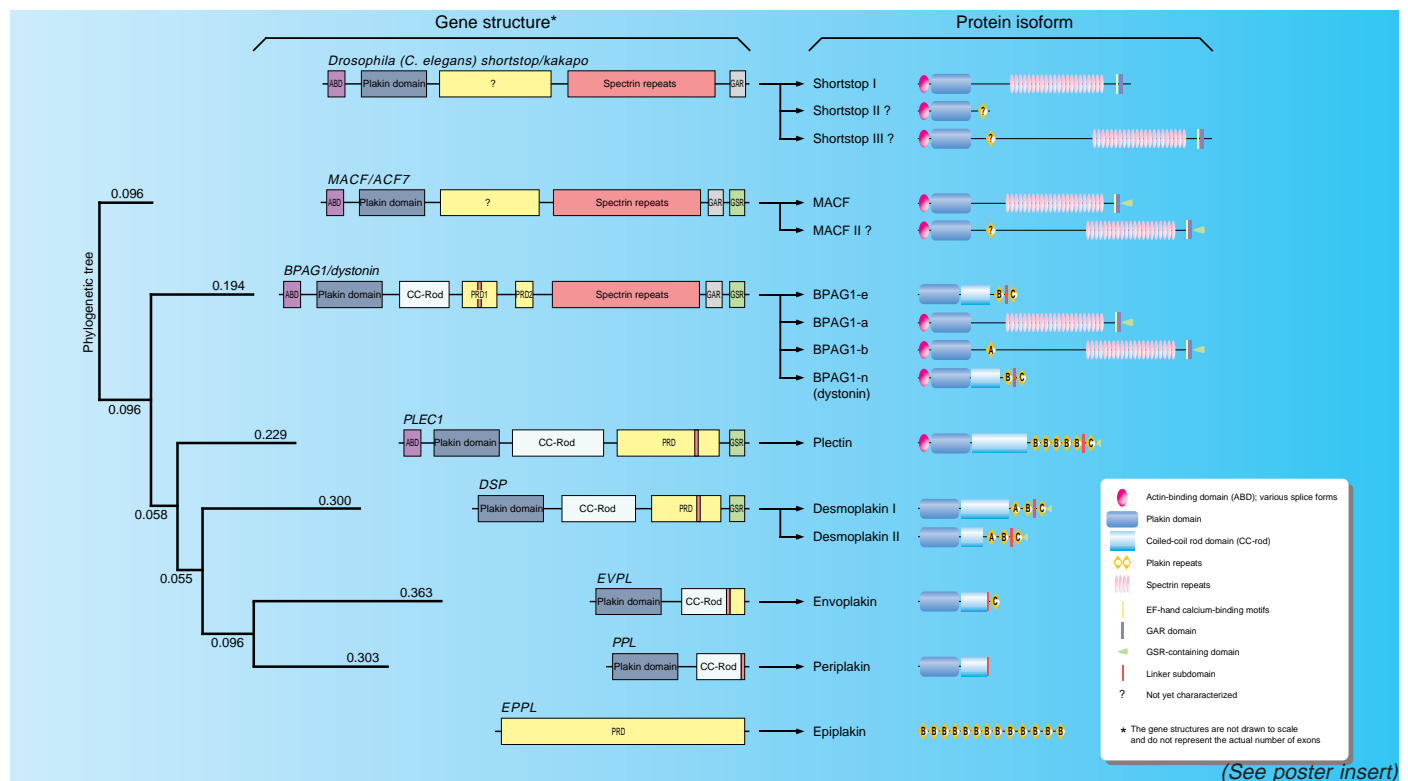 Gene structure*
Protein isoform
Drosophila (C. elegans) shortstop/kakapo
ABD Plakin domain ? Spectrin repeats GAR
Shortstop I
Shortstop II ?
?
Shortstop III ?
?
MACF/ACF7
ABD Plakin domain ? Spectrin repeats GAR GSR
MACF
MACF II ?
?
BPAG1/dystonin
ABD Plakin domain CC-Rod PRD1 PRD2 Spectrin repeats GAR GSR
BPAG1-e
B C
BPAG1-a
BPAG1-b
A
BPAG1-n
(dystonin)
B C
PLEC1
ABD Plakin domain CC-Rod PRD GSR
Plectin
B B B B B C
DSP
Plakin domain CC-Rod PRD GSR
Desmoplakin I
A B C
Desmoplakin II
A B C
EVPL
Plakin domain CC-Rod
Envoplakin
C
PPL
Plakin domain CC-Rod
Periplakin
EPPL
PRD
Epiplakin
B B B B B B B B B B B B B
Phylogenetic tree
0.096
0.194
0.096
0.229
0.058
0.300
0.055
0.363
0.096
0.303
Actin-binding domain (ABD); various splice forms
Plakin domain
Coiled-coil rod domain (CC-rod)
Plakin repeats
Spectrin repeats
EF-hand calcium-binding motifs
GAR domain
GSR-containing domain
Linker subdomain
? Not yet chararacterized
* The gene structures are not drawn to scale
and do not represent the actual number of exons
(See poster insert)